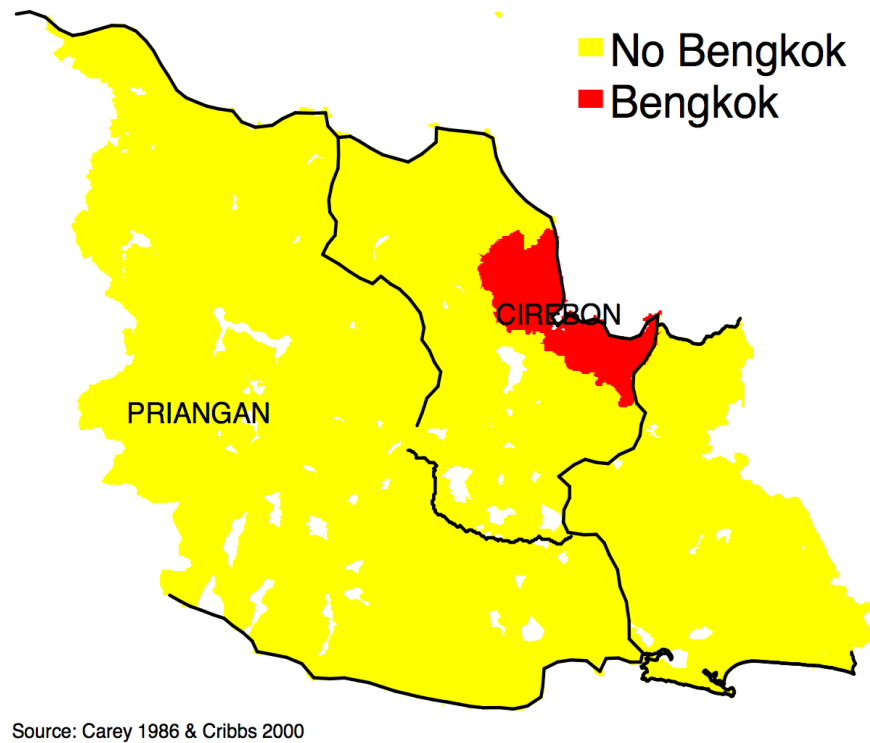 No Bengkok
Bengkok
CIREBON
PRIANGAN
Source: Carey 1986 & Cribbs 2000